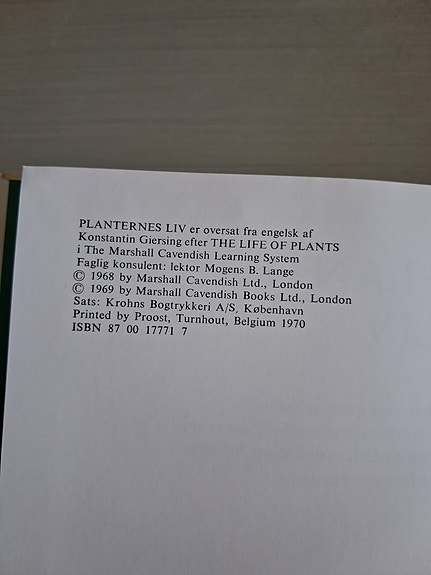 PLANTERNES LIV er oversat fra engelsk af
Konstantin Giersing efter THE LIFE OF PLANTS
i The Marshall Cavendish Learning System
Faglig konsulent: lektor Mogens B. Lange
© 1968 by Marshall Cavendish Ltd., London
© 1969 by Marshall Cavendish Books Ltd., London
Sats: Krohns Bogtrykkeri A/S, København
Printed by Proost, Turnhout, Belgium 1970
ISBN 87 00 17771 7